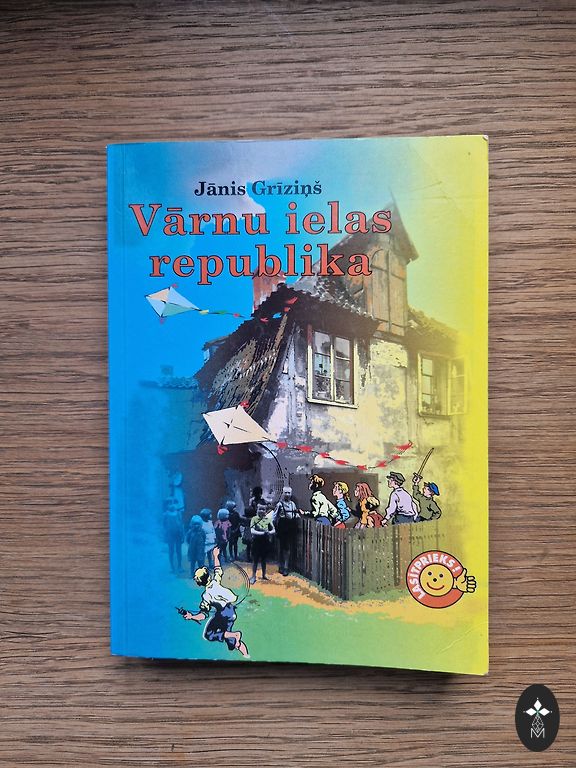 Jānis Grīziņš
Vārnu ielas
republika
LASĪTPRIEKS!
M